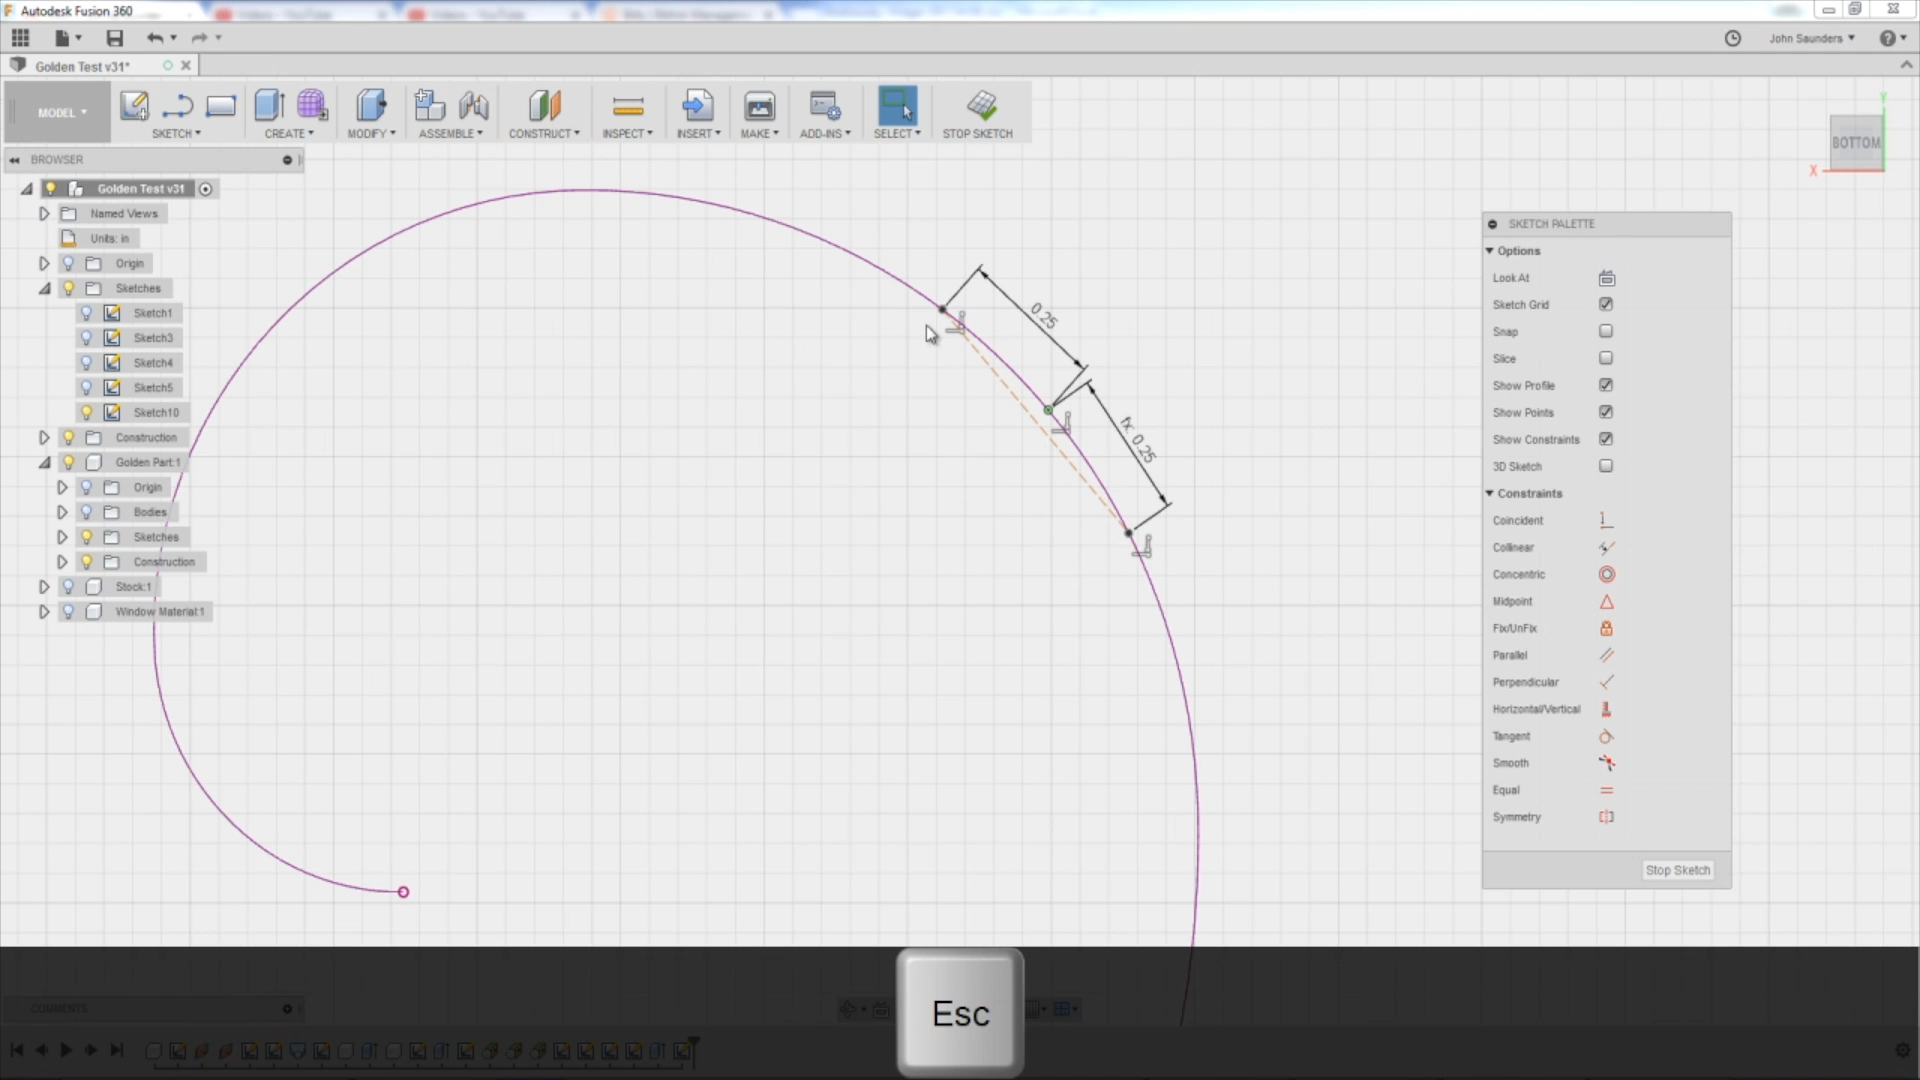 Autodesk Fusion 360
John Saunders
Golden Test v31*
MODEL
SKETCH
CREATE
MODIFY
ASSEMBLE
CONSTRUCT
INSPECT
INSERT
MAKE
ADD-INS
SELECT
STOP SKETCH
BROWSER
Golden Test v31
Named Views
Units: in
Origin
Sketches
Sketch1
Sketch3
Sketch4
Sketch5
Sketch10
Construction
Golden Part:1
Origin
Bodies
Sketches
Construction
Stock:1
Window Material:1
0.25
fx: 0.25
Y
BOTTOM
X
SKETCH PALETTE
Options
Look At
Sketch Grid
Snap
Slice
Show Profile
Show Points
Show Constraints
3D Sketch
Constraints
Coincident
Collinear
Concentric
Midpoint
Fix/UnFix
Parallel
Perpendicular
Horizontal/Vertical
Tangent
Smooth
Equal
Symmetry
Stop Sketch
COMMENTS
Esc